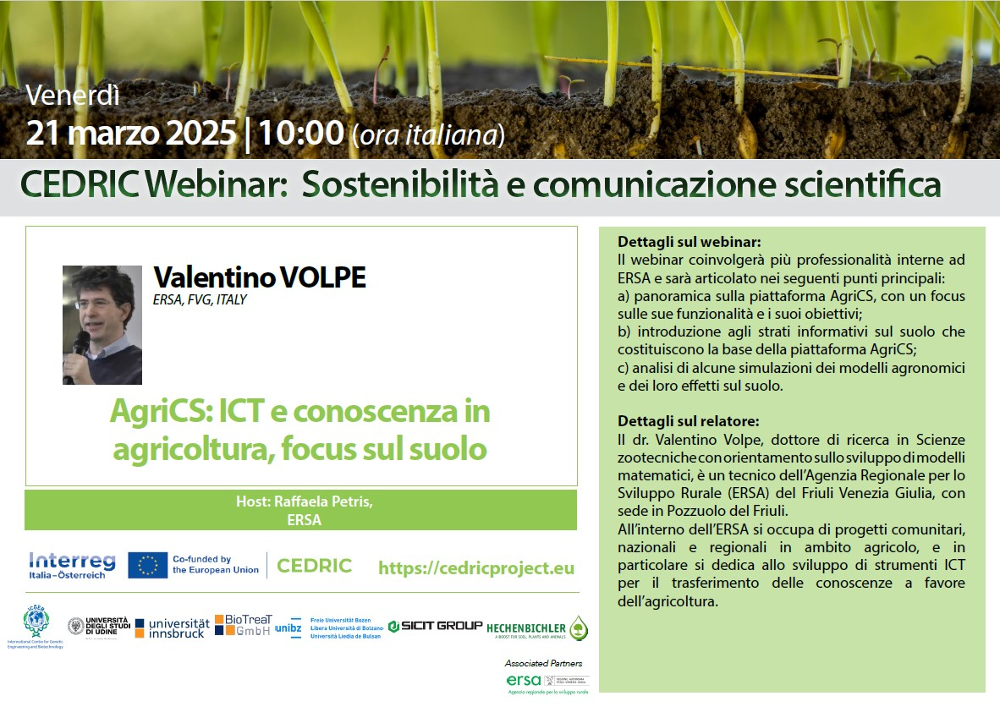 Venerdì
21 marzo 2025 | 10:00 (ora italiana)
CEDRIC Webinar: Sostenibilità e comunicazione scientifica
Valentino VOLPE
ERSA, FVG, ITALY
AgriCS: ICT e conoscenza in
agricoltura, focus sul suolo
Host: Raffaela Petris,
ERSA
Dettagli sul webinar:
Il webinar coinvolgerà più professionalità interne ad
ERSA e sarà articolato nei seguenti punti principali:
a) panoramica sulla piattaforma AgriCS, con un focus
sulle sue funzionalità e i suoi obiettivi;
b) introduzione agli strati informativi sul suolo che
costituiscono la base della piattaforma AgriCS;
c) analisi di alcune simulazioni dei modelli agronomici
e dei loro effetti sul suolo.
Dettagli sul relatore:
Il dr. Valentino Volpe, dottore di ricerca in Scienze
zootecniche con orientamento sullo sviluppo di modelli
matematici, è un tecnico dell'Agenzia Regionale per lo
Sviluppo Rurale (ERSA) del Friuli Venezia Giulia, con
sede in Pozzuolo del Friuli.
All'interno dell'ERSA si occupa di progetti comunitari,
nazionali e regionali in ambito agricolo, e in
particolare si dedica allo sviluppo di strumenti ICT
per il trasferimento delle conoscenze a favore
dell'agricoltura.
Interreg
Italia–Österreich
Co-funded by
the European Union
CEDRIC
https://cedricproject.eu
ICGEB
International Centre for Genetic
Engineering and Biotechnology
UNIVERSITÀ
DEGLI STUDI
DI UDINE
universität
innsbruck
BioTreaT
GmbH
unibz
Freie Universität Bozen
Libera Università di Bolzano
Università Liedia de Bulsan
SICIT GROUP
HECHENBICHLER
A BOOST FOR SOIL, PLANTS AND ANIMALS
Associated Partners
ersa
Agenzia regionale per lo sviluppo rurale